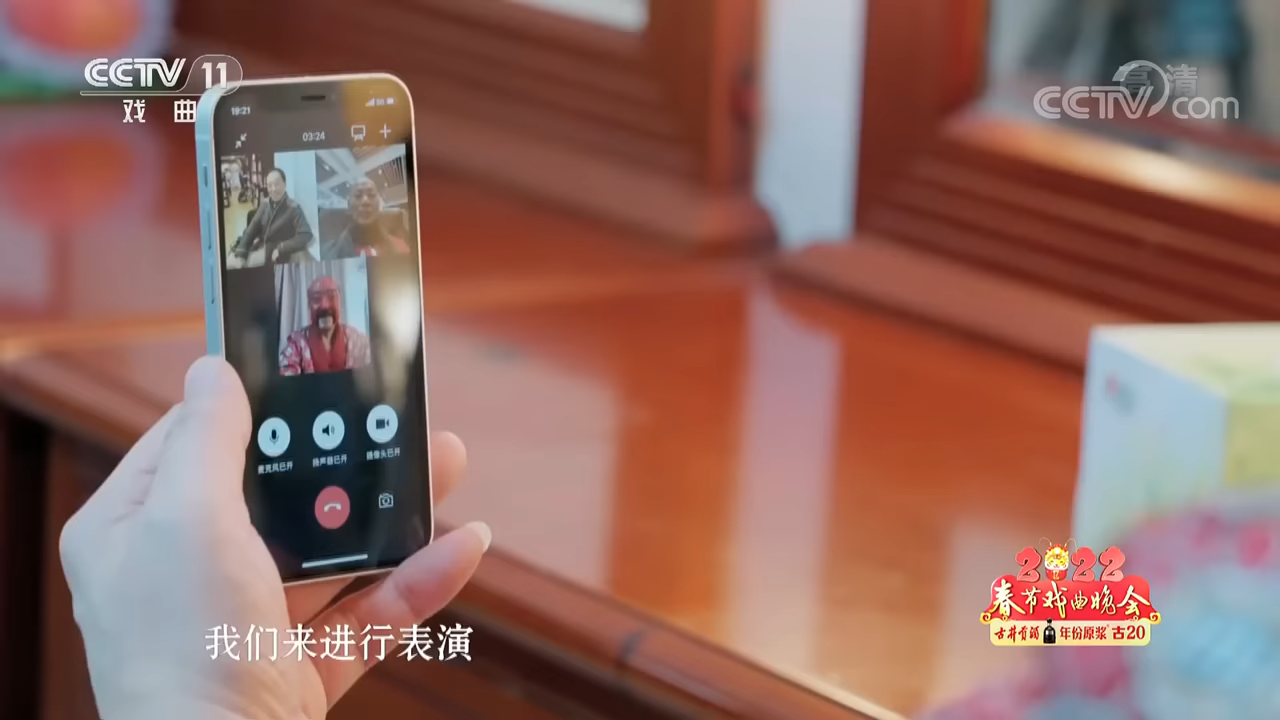 CCTV 11
戏曲
高清
CCTV.com
19:21
03:24
麦克风已开
扬声器已开
摄像头已开
2022
春节戏曲晚会
古井贡酒 年份原浆 古20
我们来进行表演